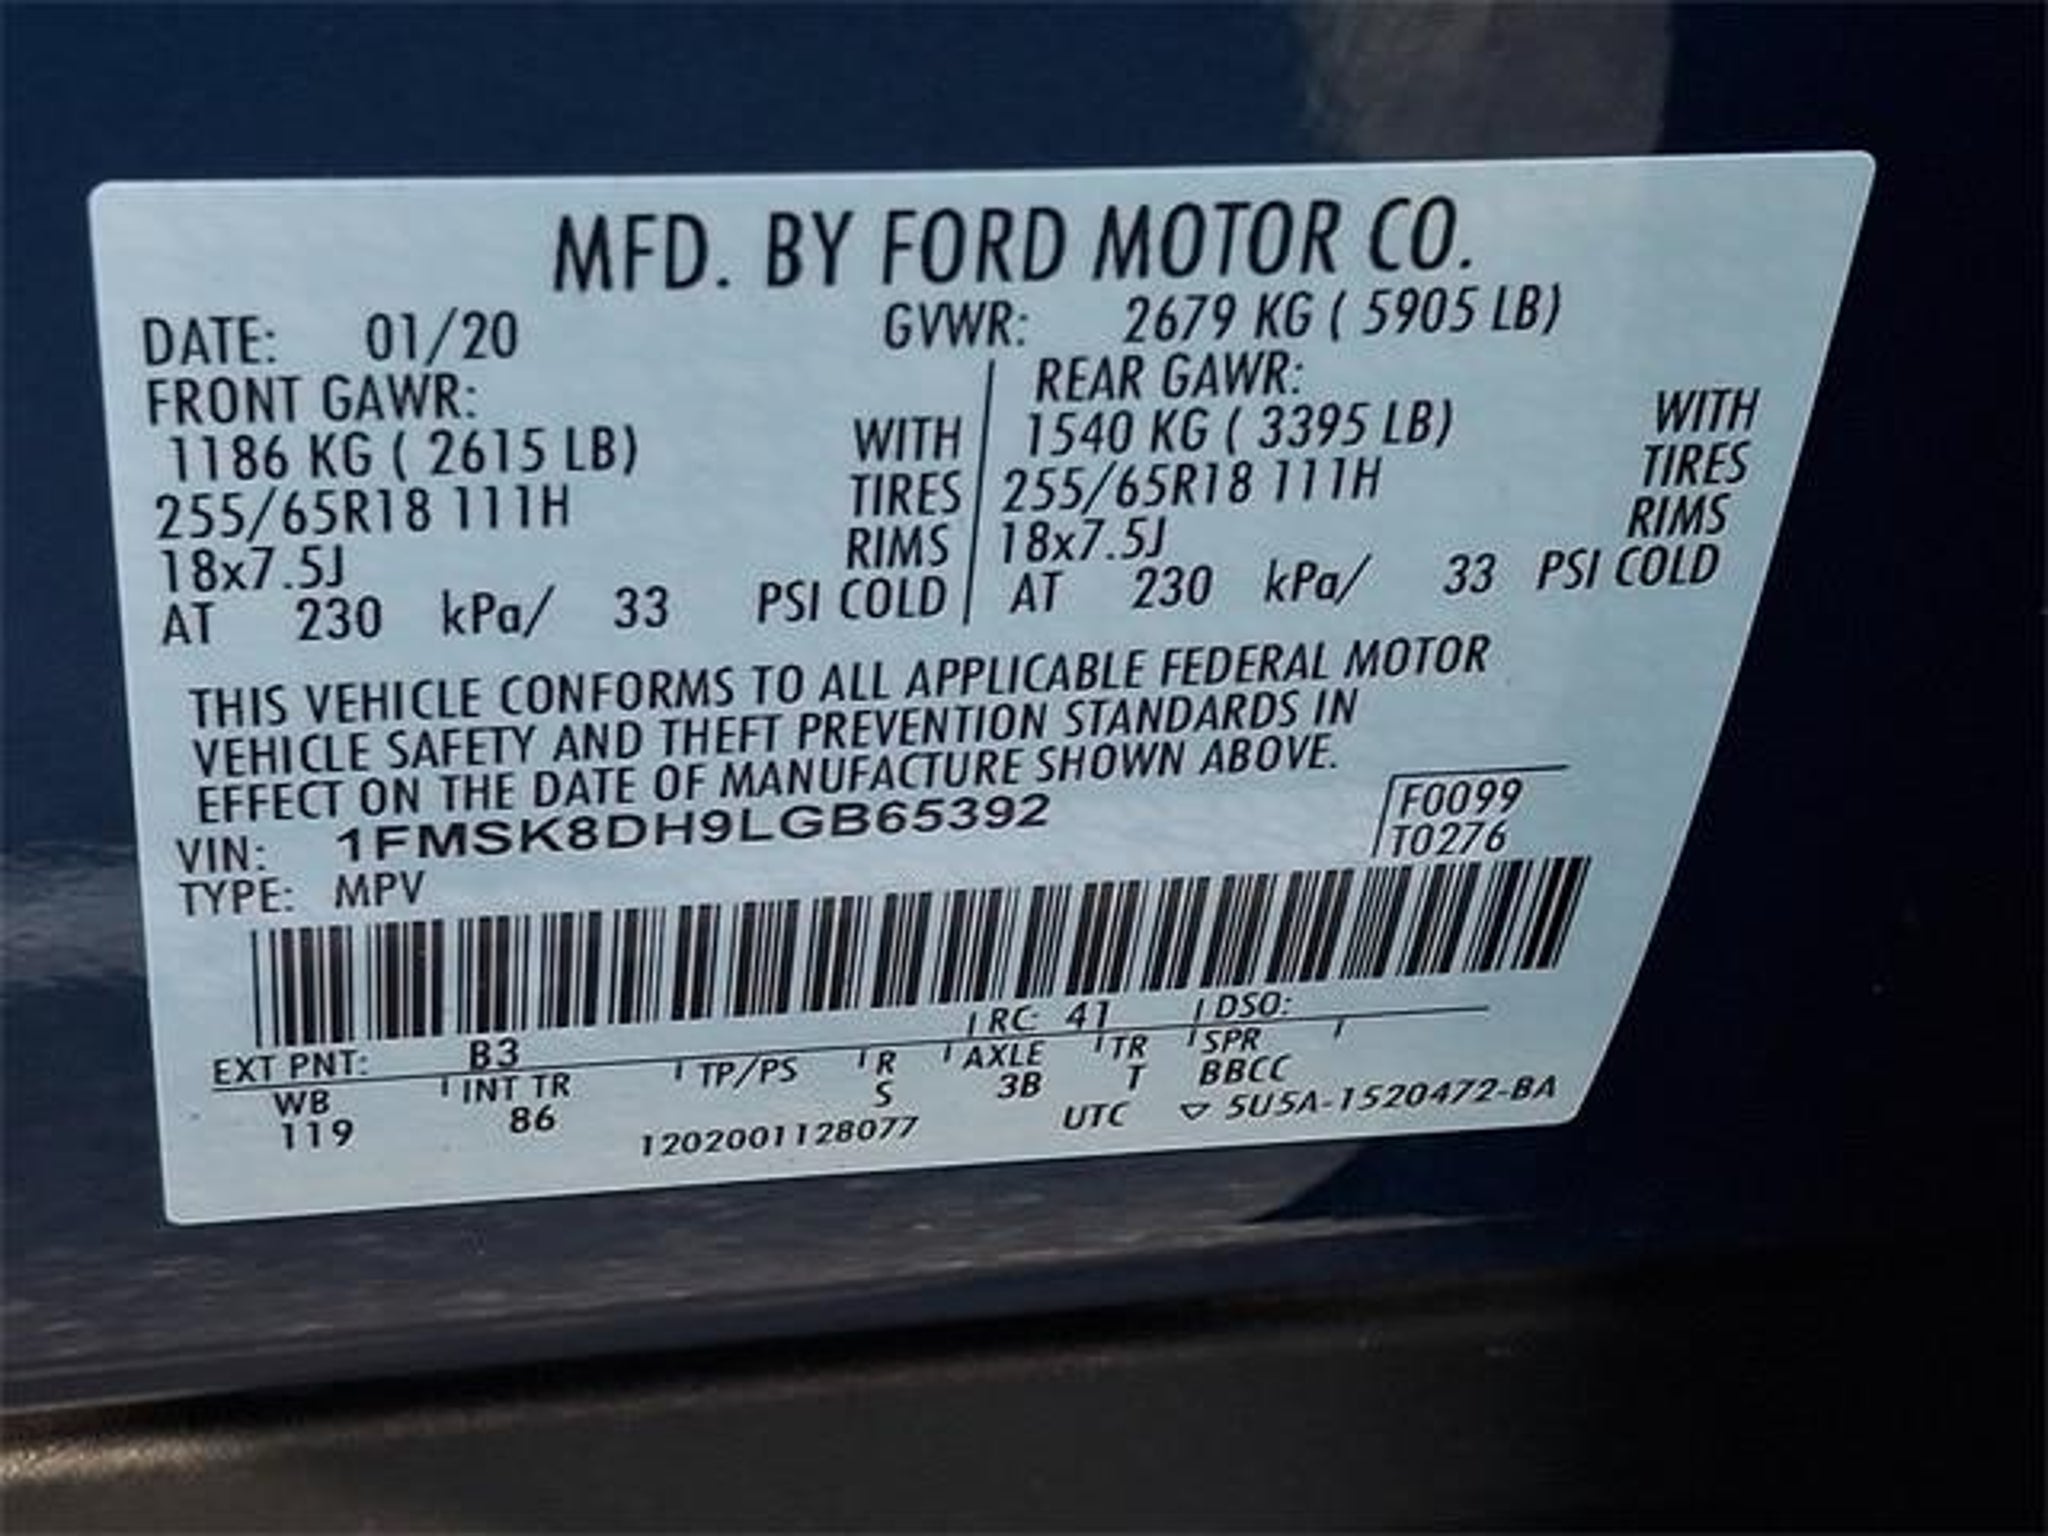 MFD. BY FORD MOTOR CO.
DATE: 01/20 GVWR: 2679 KG ( 5905 LB)
FRONT GAWR: REAR GAWR:
1186 KG ( 2615 LB) WITH 1540 KG ( 3395 LB) WITH
255/65R18 111H TIRES 255/65R18 111H TIRES
18x7.5J RIMS 18x7.5J RIMS
AT 230 kPa/ 33 PSI COLD AT 230 kPa/ 33 PSI COLD
THIS VEHICLE CONFORMS TO ALL APPLICABLE FEDERAL MOTOR
VEHICLE SAFETY AND THEFT PREVENTION STANDARDS IN
EFFECT ON THE DATE OF MANUFACTURE SHOWN ABOVE.
VIN: 1FMSK8DH9LGB65392 F0099
TYPE: MPV T0276
EXT PNT: B3 RC: 41 DSO:
WB INT TR TP/PS R AXLE TR SPR
119 86 S 3B T BBCC
1202001128077 UTC ▽ 5U5A-1520472-BA